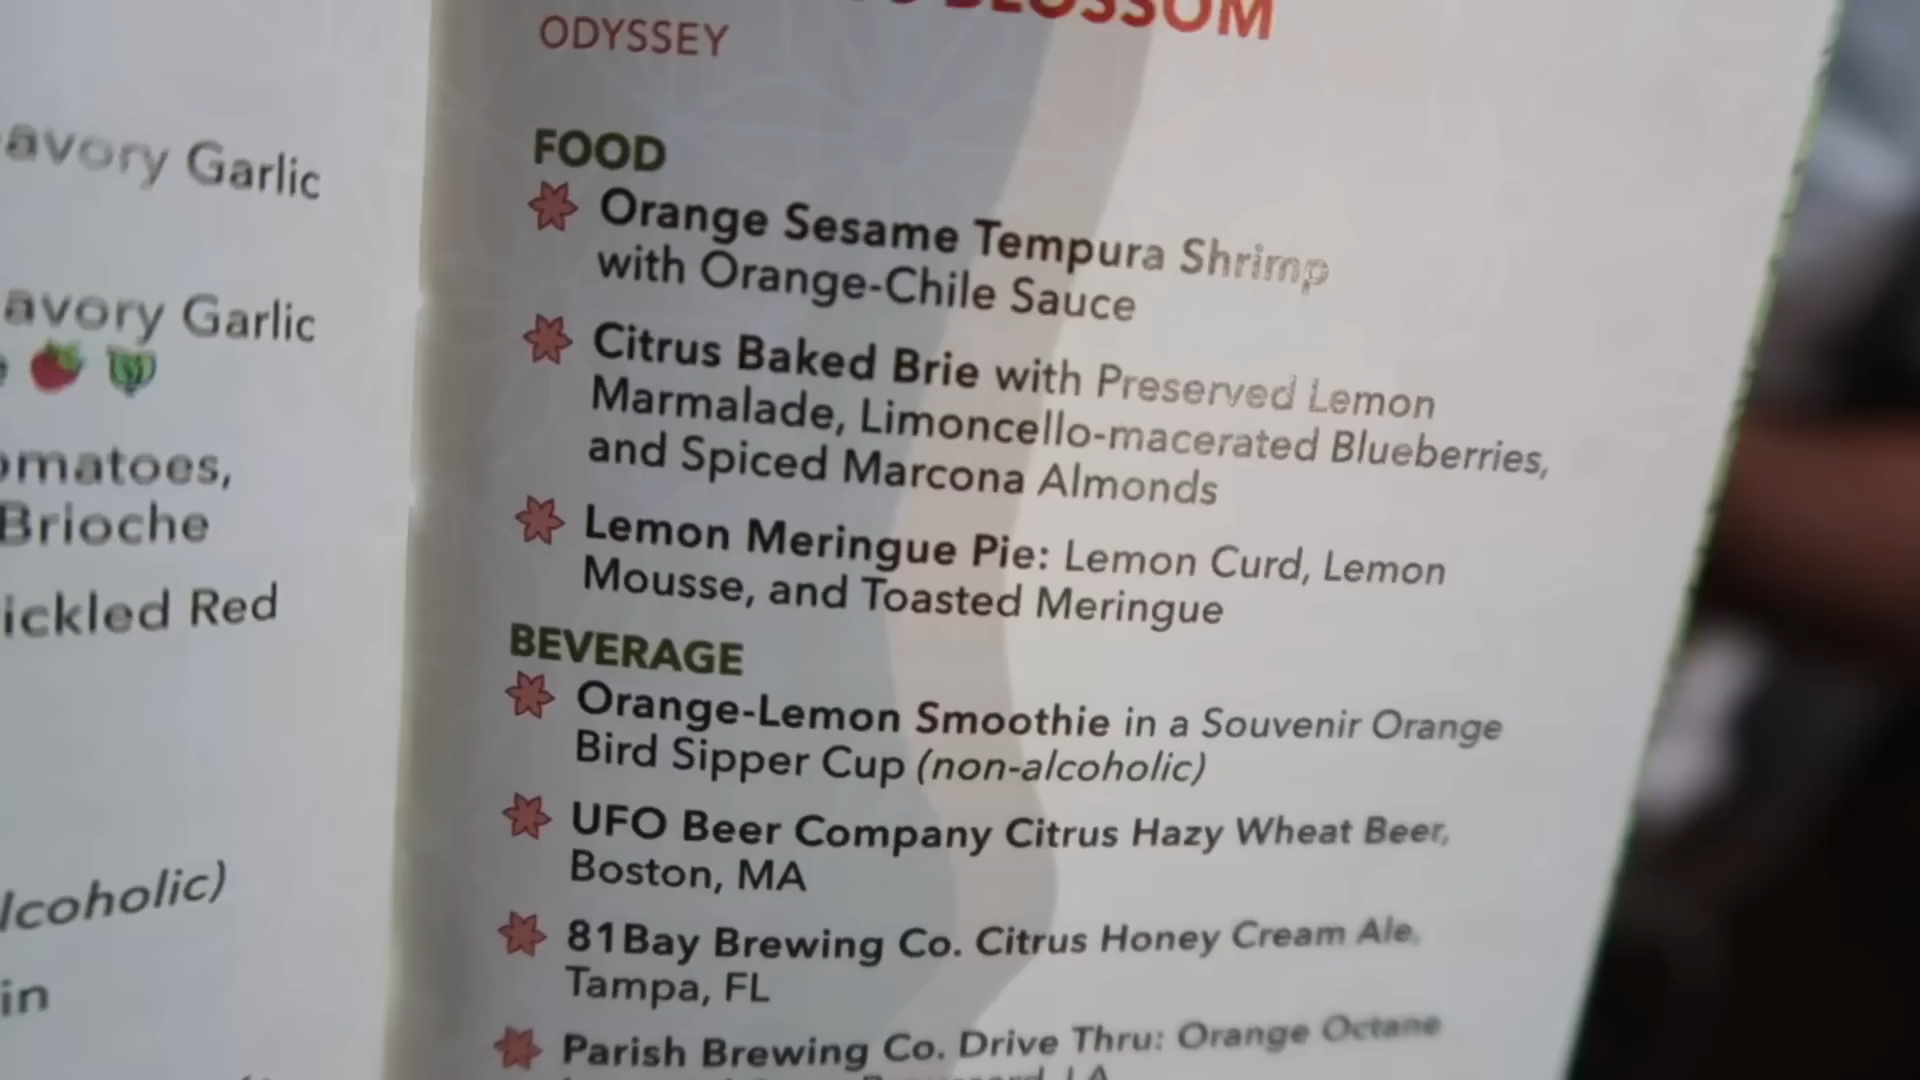 BLOSSOM
ODYSSEY
avory Garlic
avory Garlic
omatoes,
Brioche
ickled Red
lcoholic)
in
FOOD
Orange Sesame Tempura Shrimp
with Orange-Chile Sauce
Citrus Baked Brie with Preserved Lemon
Marmalade, Limoncello-macerated Blueberries,
and Spiced Marcona Almonds
Lemon Meringue Pie: Lemon Curd, Lemon
Mousse, and Toasted Meringue
BEVERAGE
Orange-Lemon Smoothie in a Souvenir Orange
Bird Sipper Cup (non-alcoholic)
UFO Beer Company Citrus Hazy Wheat Beer,
Boston, MA
81Bay Brewing Co. Citrus Honey Cream Ale,
Tampa, FL
Parish Brewing Co. Drive Thru: Orange Octane
LA